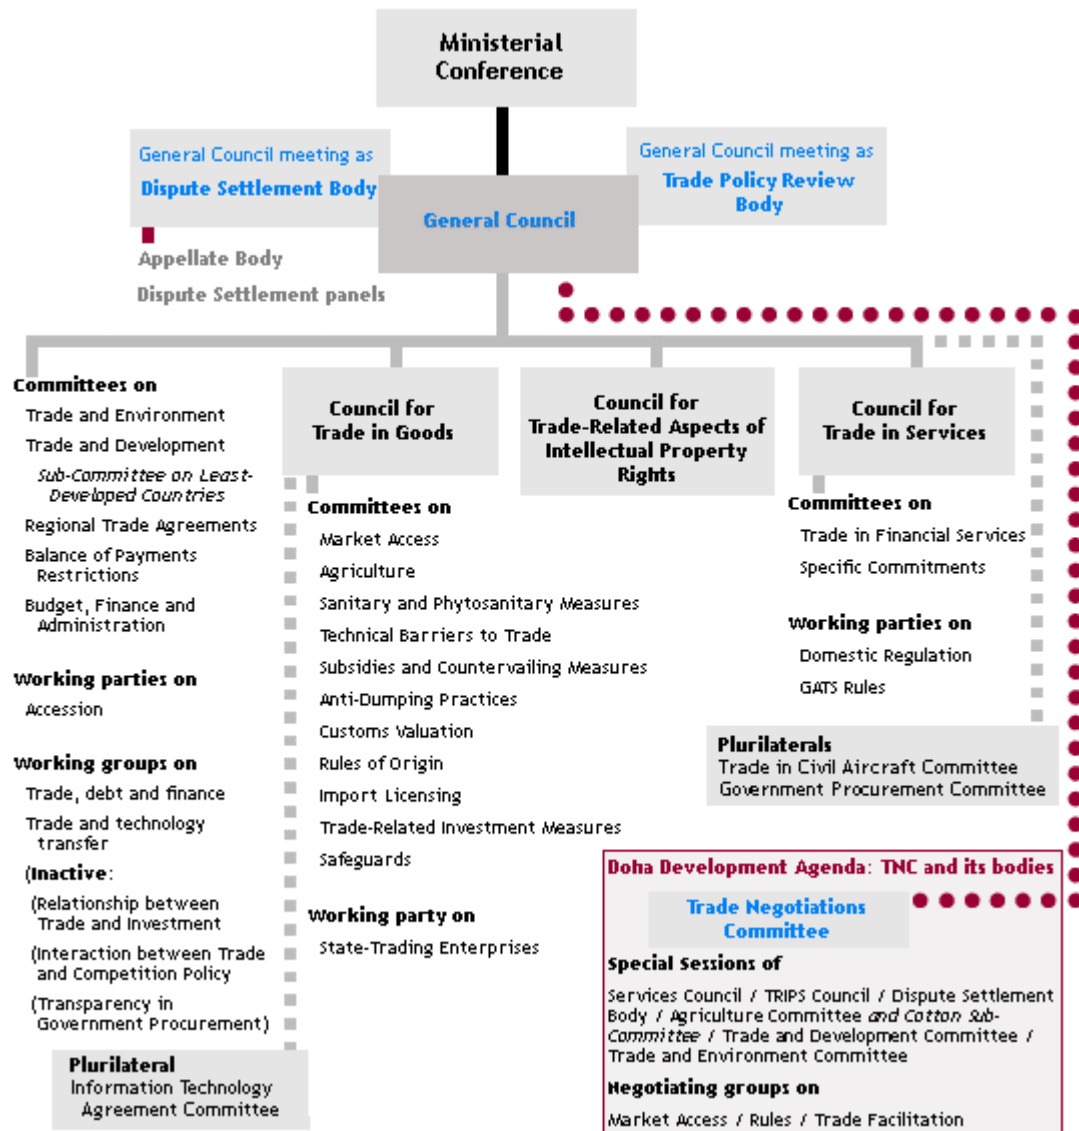 Ministerial
Conference
General Council meeting as
Dispute Settlement Body
General Council meeting as
Trade Policy Review
Body
General Council
Appellate Body
Dispute Settlement panels
Committees on
Trade and Environment
Trade and Development
Sub-Committee on Least-
Developed Countries
Regional Trade Agreements
Balance of Payments
Restrictions
Budget, Finance and
Administration
Working parties on
Accession
Working groups on
Trade, debt and finance
Trade and technology
transfer
(Inactive:
(Relationship between
Trade and Investment
(Interaction between Trade
and Competition Policy
(Transparency in
Government Procurement)
Plurilateral
Information Technology
Agreement Committee
Council for
Trade in Goods
Committees on
Market Access
Agriculture
Sanitary and Phytosanitary Measures
Technical Barriers to Trade
Subsidies and Countervailing Measures
Anti-Dumping Practices
Customs Valuation
Rules of Origin
Import Licensing
Trade-Related Investment Measures
Safeguards
Working party on
State-Trading Enterprises
Council for
Trade-Related Aspects of
Intellectual Property
Rights
Council for
Trade in Services
Committees on
Trade in Financial Services
Specific Commitments
Working parties on
Domestic Regulation
GATS Rules
Plurilaterals
Trade in Civil Aircraft Committee
Government Procurement Committee
Doha Development Agenda: TNC and its bodies
Trade Negotiations
Committee
Special Sessions of
Services Council / TRIPS Council / Dispute Settlement
Body / Agriculture Committee and Cotton Sub-
Committee / Trade and Development Committee /
Trade and Environment Committee
Negotiating groups on
Market Access / Rules / Trade Facilitation